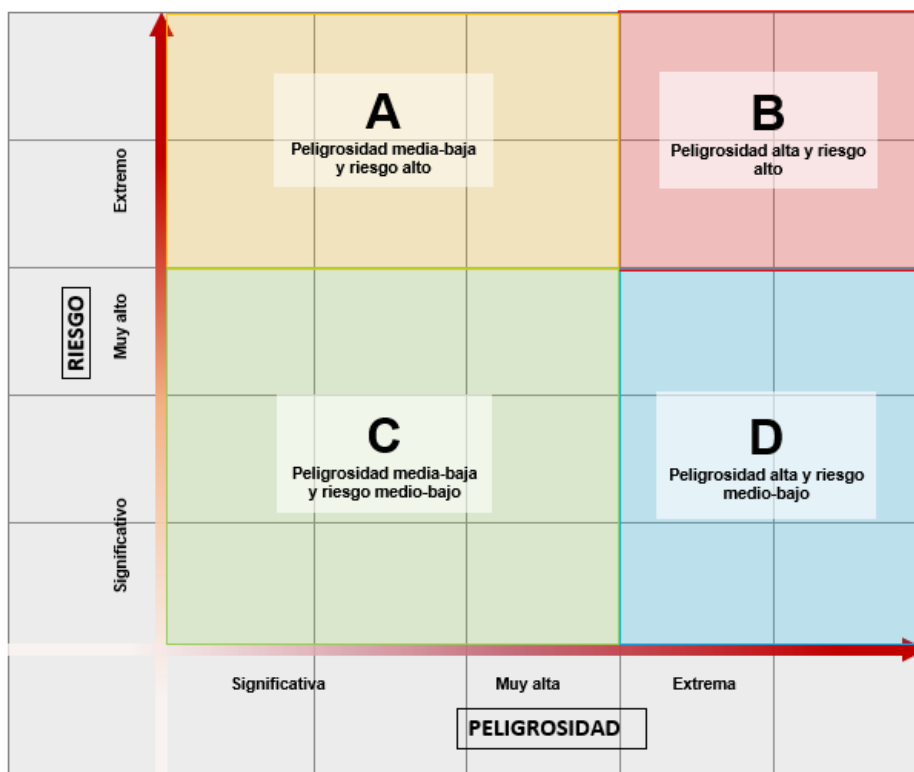 A
Peligrosidad media-baja
y riesgo alto
B
Peligrosidad alta y riesgo
alto
Extremo
Muy alto
RIESGO
C
Peligrosidad media-baja
y riesgo medio-bajo
D
Peligrosidad alta y riesgo
medio-bajo
Significativo
Significativa
Muy alta
Extrema
PELIGROSIDAD